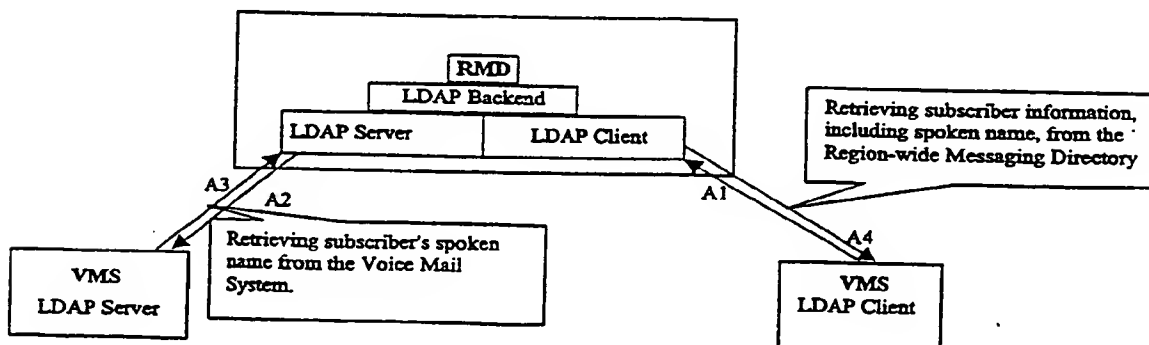 RMD
LDAP Backend
LDAP Server
LDAP Client
Retrieving subscriber information,
including spoken name, from the
Region-wide Messaging Directory
A3
A2
A1
A4
Retrieving subscriber's spoken
name from the Voice Mail
System.
VMS
LDAP Server
VMS
LDAP Client